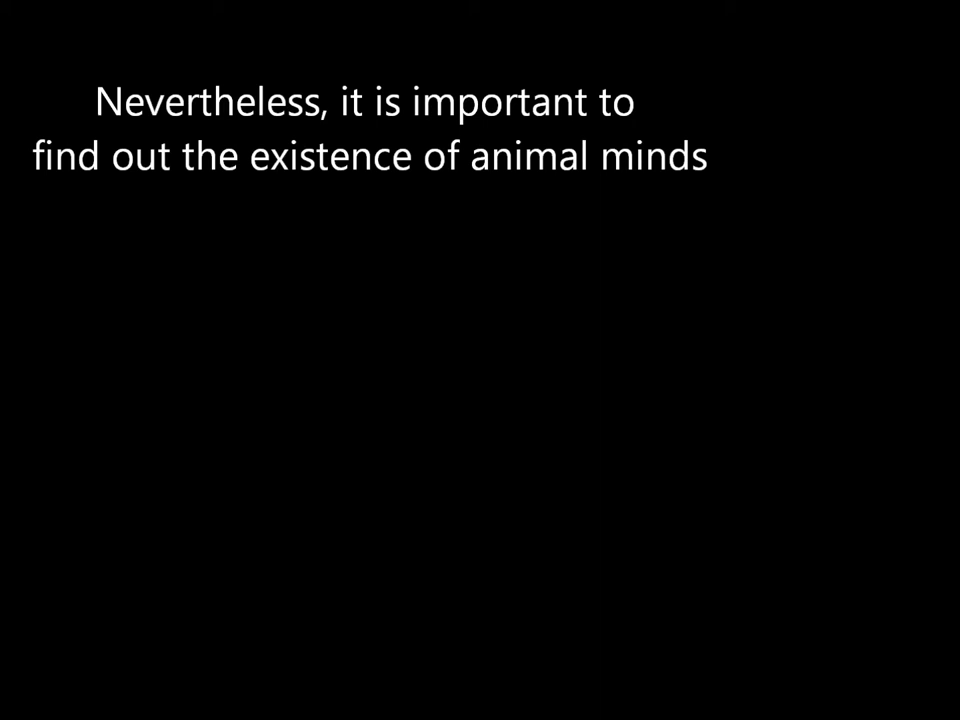 Nevertheless, it is important to
find out the existence of animal minds